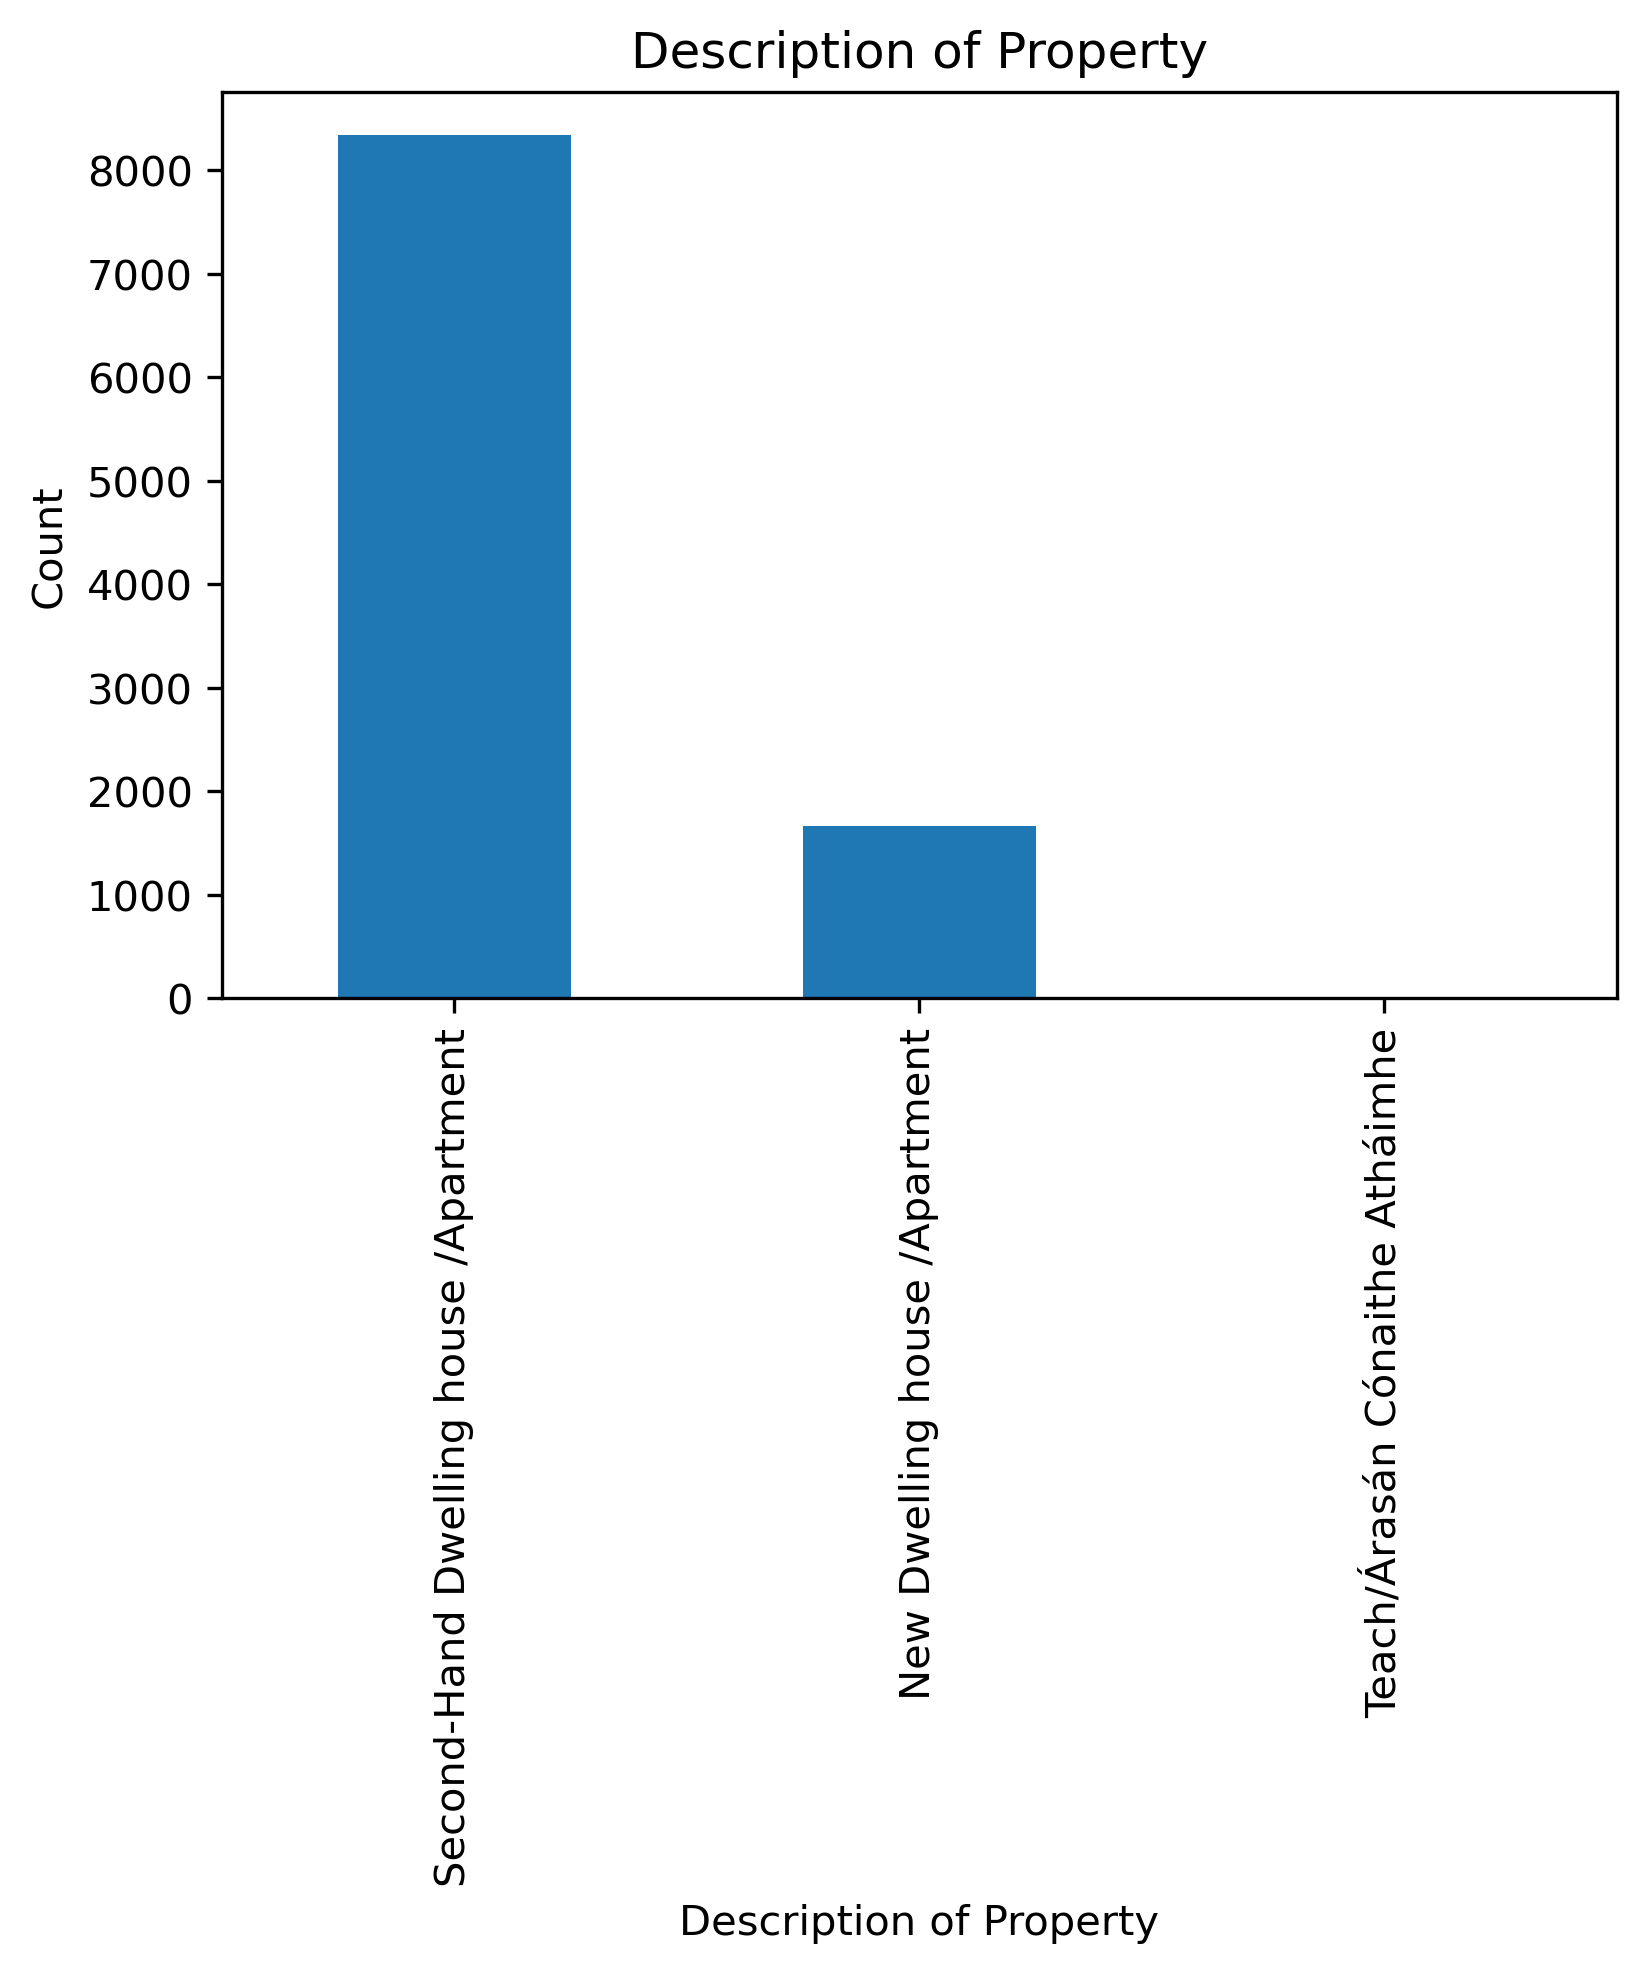 Description of Property
8000
7000
6000
5000
4000
3000
2000
1000
0
Count
Second-Hand Dwelling house /Apartment
New Dwelling house /Apartment
Teach/Árasán Cónaithe Atháimhe
Description of Property